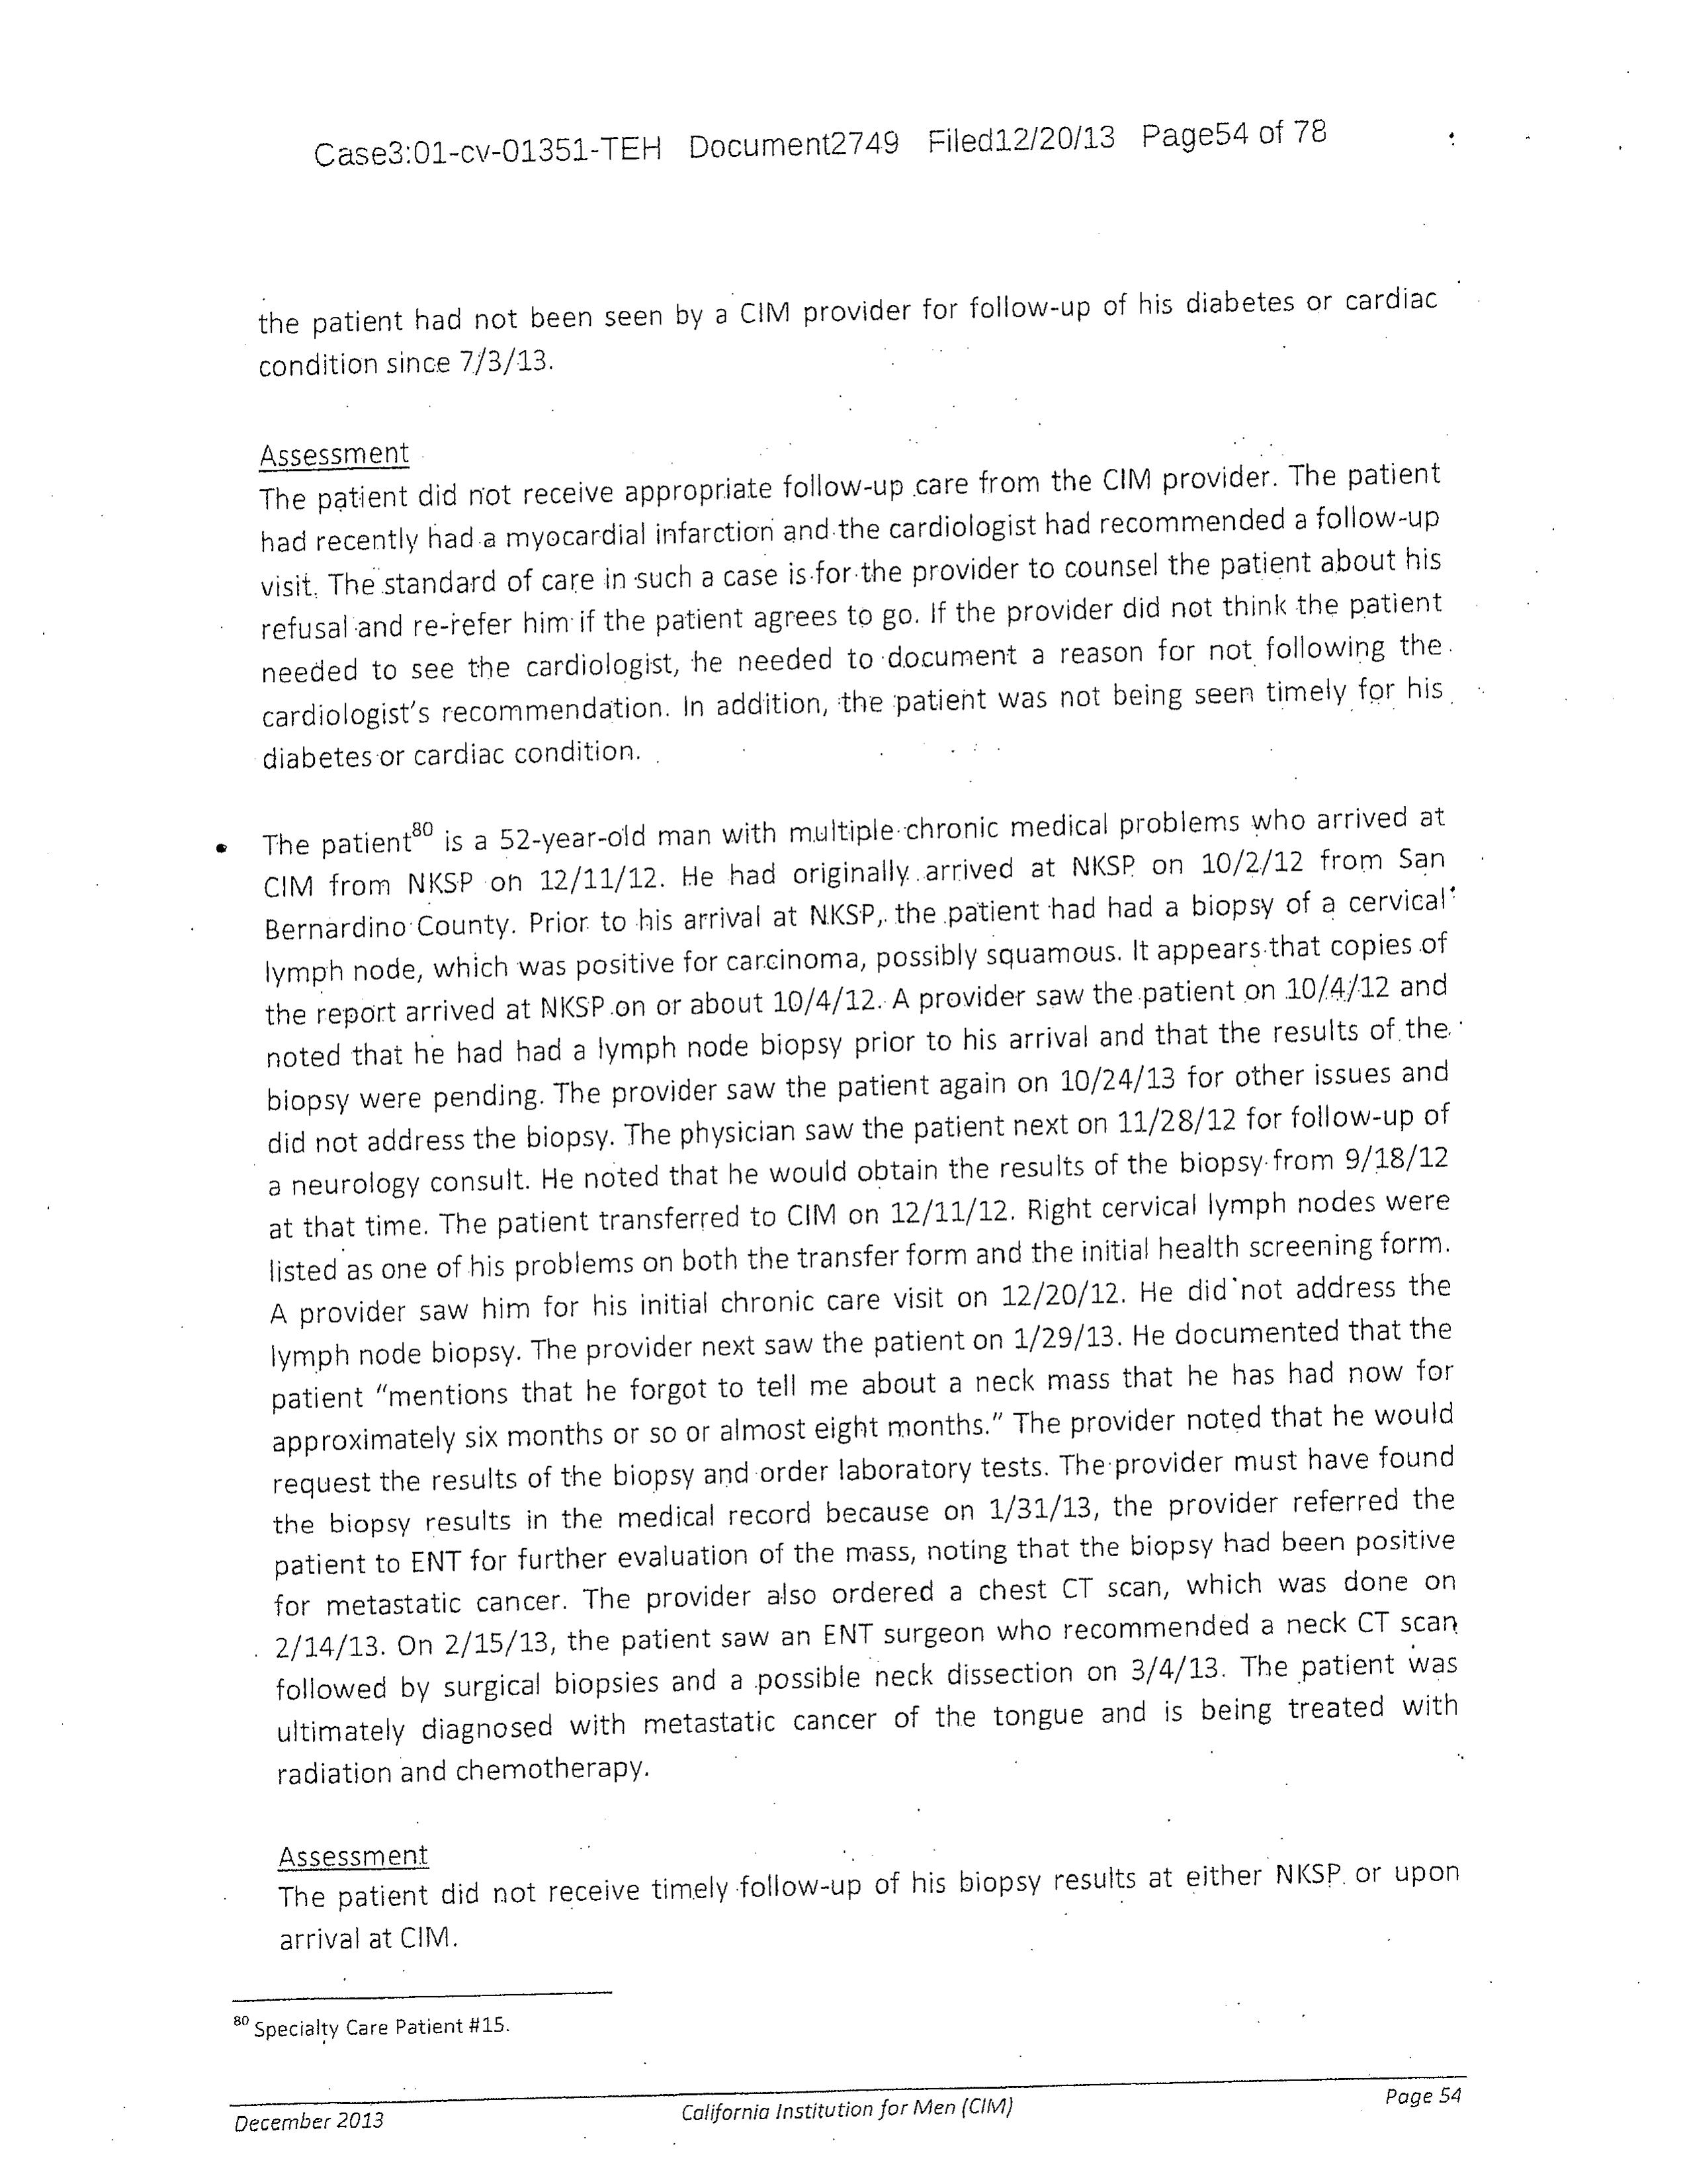 Case3:01-cv-01351-TEH Document2749 Filed12/20/13 Page54 of 78
the patient had not been seen by a CIM provider for follow-up of his diabetes or cardiac
condition since 7/3/13.
Assessment
The patient did not receive appropriate follow-up care from the CIM provider. The patient
had recently had a myocardial infarction and the cardiologist had recommended a follow-up
visit. The standard of care in such a case is for the provider to counsel the patient about his
refusal and re-refer him if the patient agrees to go. If the provider did not think the patient
needed to see the cardiologist, he needed to document a reason for not following the
cardiologist's recommendation. In addition, the patient was not being seen timely for his
diabetes or cardiac condition.
• The patient80 is a 52-year-old man with multiple chronic medical problems who arrived at
CIM from NKSP on 12/11/12. He had originally arrived at NKSP on 10/2/12 from San
Bernardino County. Prior to his arrival at NKSP, the patient had had a biopsy of a cervical
lymph node, which was positive for carcinoma, possibly squamous. It appears that copies of
the report arrived at NKSP on or about 10/4/12. A provider saw the patient on 10/4/12 and
noted that he had had a lymph node biopsy prior to his arrival and that the results of the
biopsy were pending. The provider saw the patient again on 10/24/13 for other issues and
did not address the biopsy. The physician saw the patient next on 11/28/12 for follow-up of
a neurology consult. He noted that he would obtain the results of the biopsy from 9/18/12
at that time. The patient transferred to CIM on 12/11/12. Right cervical lymph nodes were
listed as one of his problems on both the transfer form and the initial health screening form.
A provider saw him for his initial chronic care visit on 12/20/12. He did not address the
lymph node biopsy. The provider next saw the patient on 1/29/13. He documented that the
patient "mentions that he forgot to tell me about a neck mass that he has had now for
approximately six months or so or almost eight months." The provider noted that he would
request the results of the biopsy and order laboratory tests. The provider must have found
the biopsy results in the medical record because on 1/31/13, the provider referred the
patient to ENT for further evaluation of the mass, noting that the biopsy had been positive
for metastatic cancer. The provider also ordered a chest CT scan, which was done on
2/14/13. On 2/15/13, the patient saw an ENT surgeon who recommended a neck CT scan
followed by surgical biopsies and a possible neck dissection on 3/4/13. The patient was
ultimately diagnosed with metastatic cancer of the tongue and is being treated with
radiation and chemotherapy.
Assessment
The patient did not receive timely follow-up of his biopsy results at either NKSP or upon
arrival at CIM.
80 Specialty Care Patient #15.
December 2013 California Institution for Men (CIM) Page 54